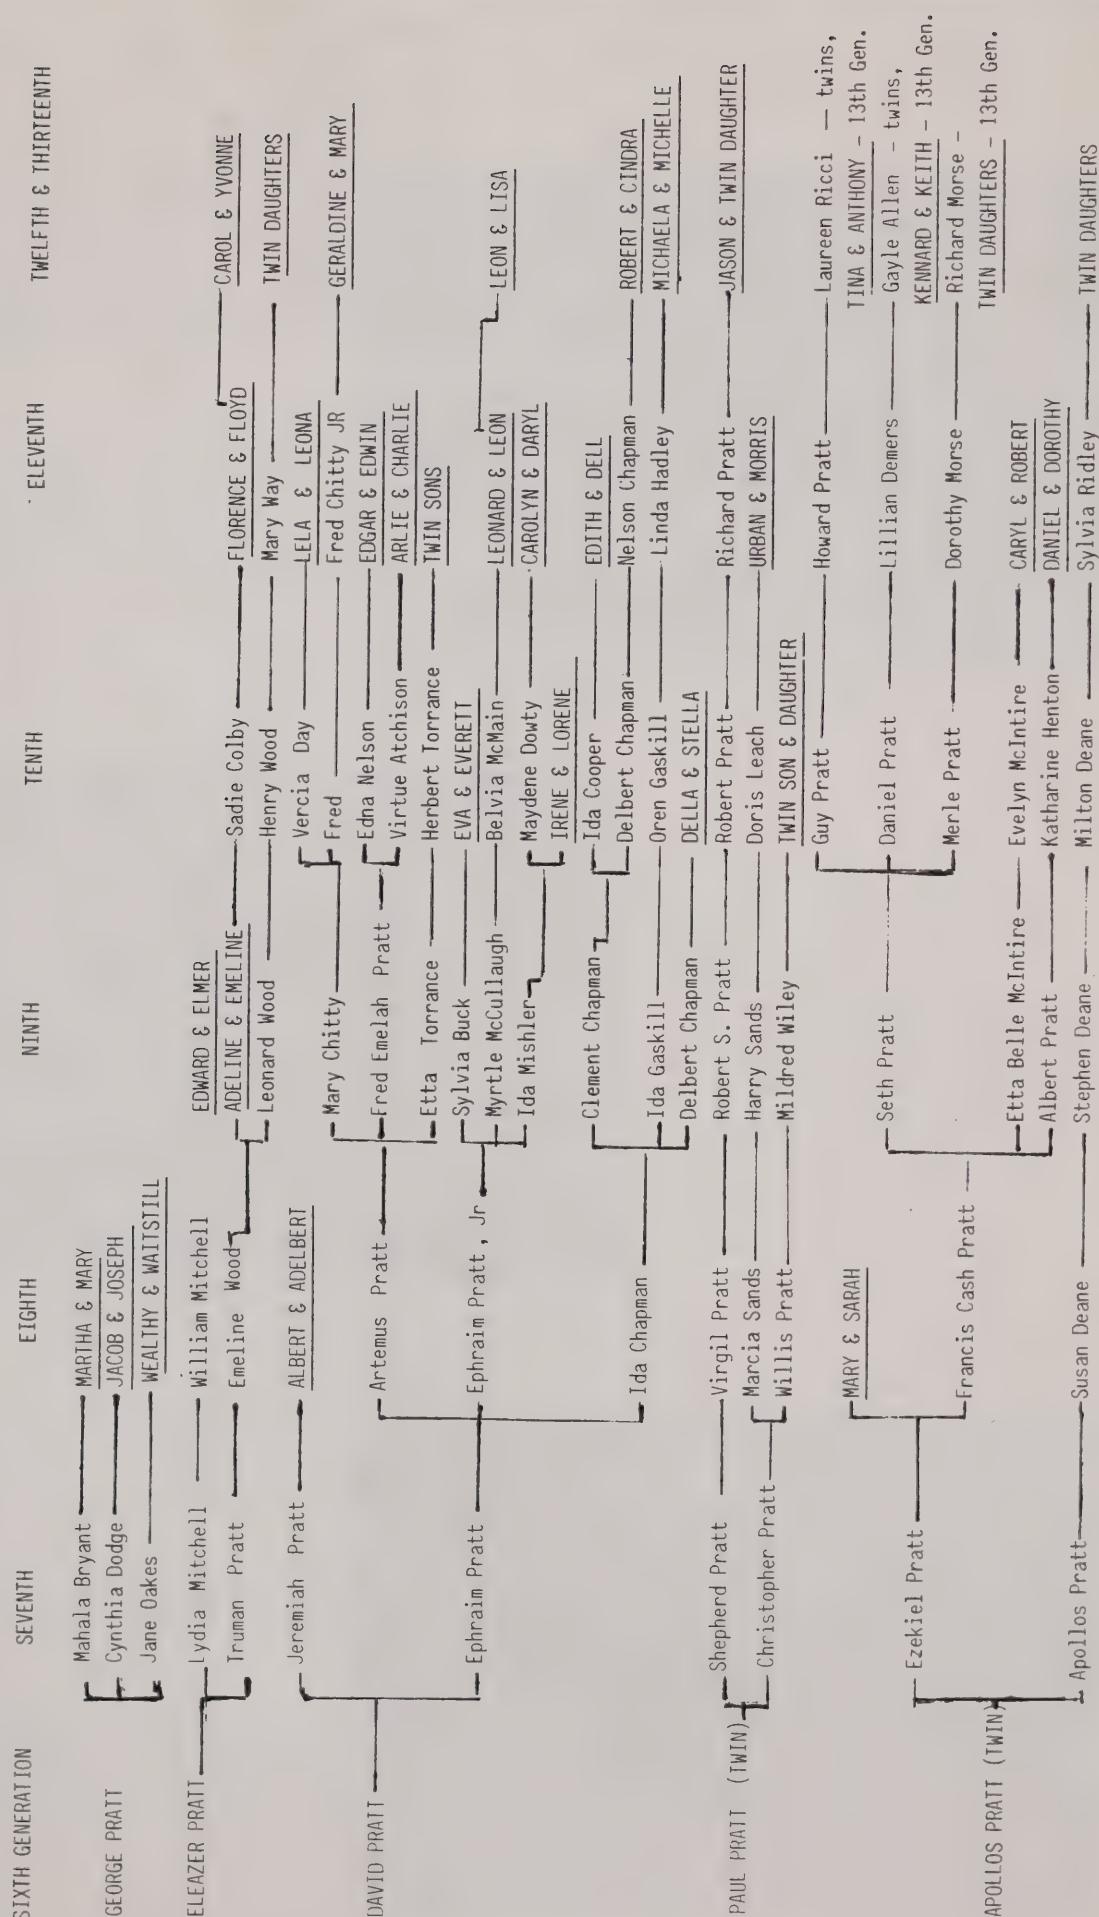 SIXTH GENERATION SEVENTH EIGHTH NINTH TENTH ELEVENTH TWELFTH & THIRTEENTH
GEORGE PRATT
Mahala Bryant MARTHA & MARY
Cynthia Dodge JACOB & JOSEPH
Jane Oakes WEALTHY & WAITSTILL
ELEAZER PRATT
Lydia Mitchell William Mitchell EDWARD & ELMER
Truman Pratt Emeline Wood ADELINE & EMELINE Sadie Colby FLORENCE & FLOYD CAROL & YVONNE
Leonard Wood Henry Wood Mary Way TWIN DAUGHTERS
DAVID PRATT
Jeremiah Pratt ALBERT & ADELBERT
Vercia Day LELA & LEONA
Mary Chitty Fred Fred Chitty JR GERALDINE & MARY
Edna Nelson EDGAR & EDWIN
Artemus Pratt Fred Emelah Pratt Virtue Atchison ARLIE & CHARLIE
Etta Torrance Herbert Torrance TWIN SONS
Sylvia Buck EVA & EVERETT
Ephraim Pratt Ephraim Pratt, Jr Myrtle McCullaugh Belvia McMain LEONARD & LEON LEON & LISA
Ida Mishler Maydene Dowty CAROLYN & DARYL
IRENE & LORENE
Clement Chapman Ida Cooper EDITH & DELL
Delbert Chapman Nelson Chapman ROBERT & CINDRA
Ida Chapman Ida Gaskill Oren Gaskill Linda Hadley MICHAELA & MICHELLE
Delbert Chapman DELLA & STELLA
PAUL PRATT (TWIN)
Shepherd Pratt Virgil Pratt Robert S. Pratt Robert Pratt Richard Pratt JASON & TWIN DAUGHTER
Christopher Pratt Marcia Sands Harry Sands Doris Leach URBAN & MORRIS
Willis Pratt Mildred Wiley TWIN SON & DAUGHTER
Guy Pratt Howard Pratt Laureen Ricci — twins,
TINA & ANTHONY - 13th Gen.
MARY & SARAH
Seth Pratt Daniel Pratt Lillian Demers Gayle Allen - twins,
KENNARD & KEITH - 13th Gen.
Ezekiel Pratt Francis Cash Pratt Merle Pratt Dorothy Morse Richard Morse -
TWIN DAUGHTERS - 13th Gen.
APOLLOS PRATT (TWIN)
Etta Belle McIntire Evelyn McIntire CARYL & ROBERT
Albert Pratt Katharine Henton DANIEL & DOROTHY
Apollos Pratt Susan Deane Stephen Deane Milton Deane Sylvia Ridley TWIN DAUGHTERS